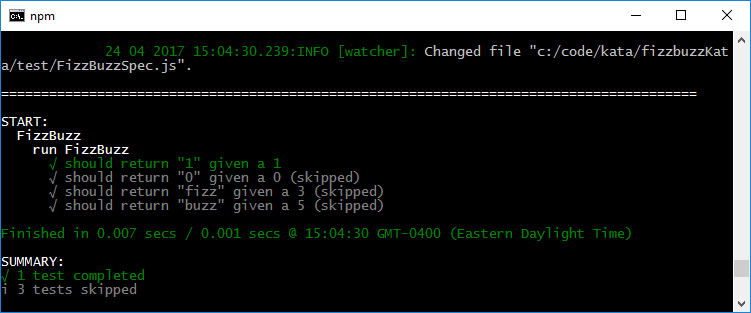 npm
24 04 2017 15:04:30.239:INFO [watcher]: Changed file "c:/code/kata/fizzbuzzKat
a/test/FizzBuzzSpec.js".
=======================================================================================
START:
FizzBuzz
run FizzBuzz
√ should return "1" given a 1
√ should return "0" given a 0 (skipped)
√ should return "fizz" given a 3 (skipped)
√ should return "buzz" given a 5 (skipped)
Finished in 0.007 secs / 0.001 secs @ 15:04:30 GMT-0400 (Eastern Daylight Time)
SUMMARY:
√ 1 test completed
i 3 tests skipped